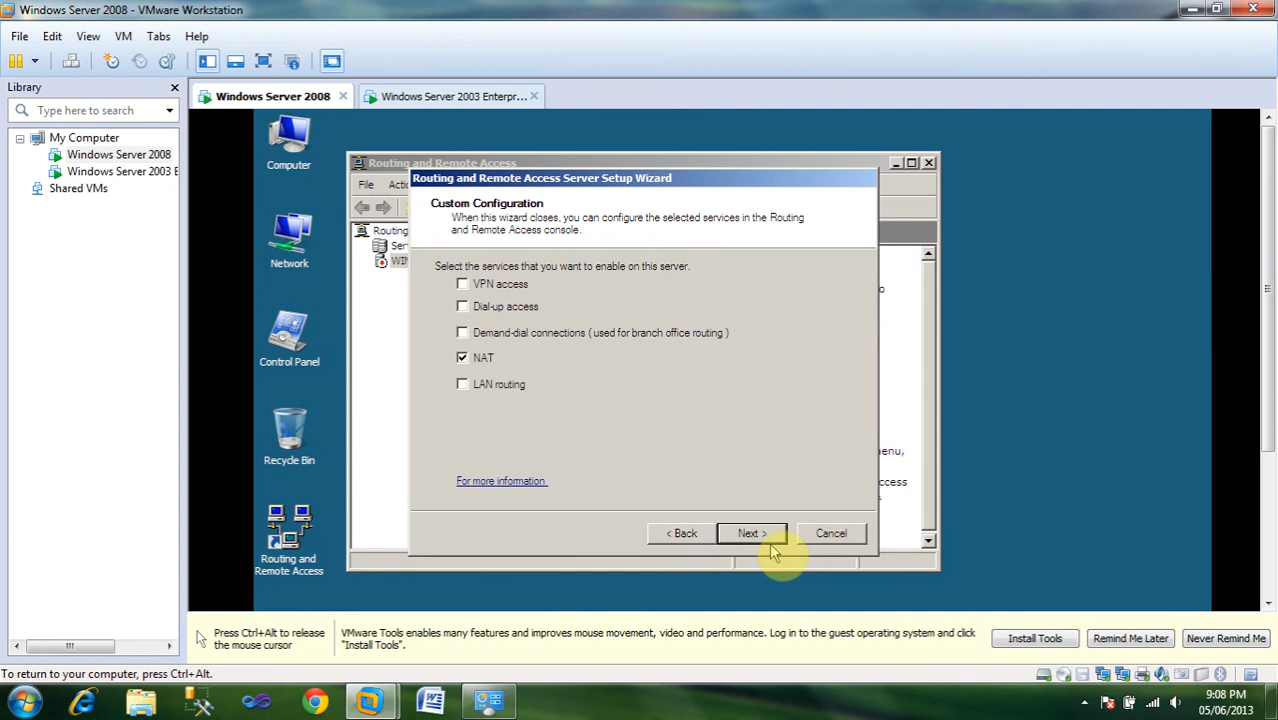 Windows Server 2008 - VMware Workstation
File Edit View VM Tabs Help
Library
Type here to search
My Computer
Windows Server 2008
Windows Server 2003 E
Shared VMs
Windows Server 2008
Windows Server 2003 Enterpr...
Computer
Network
Control Panel
Recycle Bin
Routing and
Remote Access
Routing and Remote Access
File Actio
Routing
Ser
WIN
Routing and Remote Access Server Setup Wizard
Custom Configuration
When this wizard closes, you can configure the selected services in the Routing
and Remote Access console.
Select the services that you want to enable on this server.
VPN access
Dial-up access
Demand-dial connections ( used for branch office routing )
NAT
LAN routing
For more information
< Back Next > Cancel
o
enu,
ccess
Press Ctrl+Alt to release
the mouse cursor
VMware Tools enables many features and improves mouse movement, video and performance. Log in to the guest operating system and click
"Install Tools".
Install Tools Remind Me Later Never Remind Me
To return to your computer, press Ctrl+Alt.
9:08 PM
05/06/2013